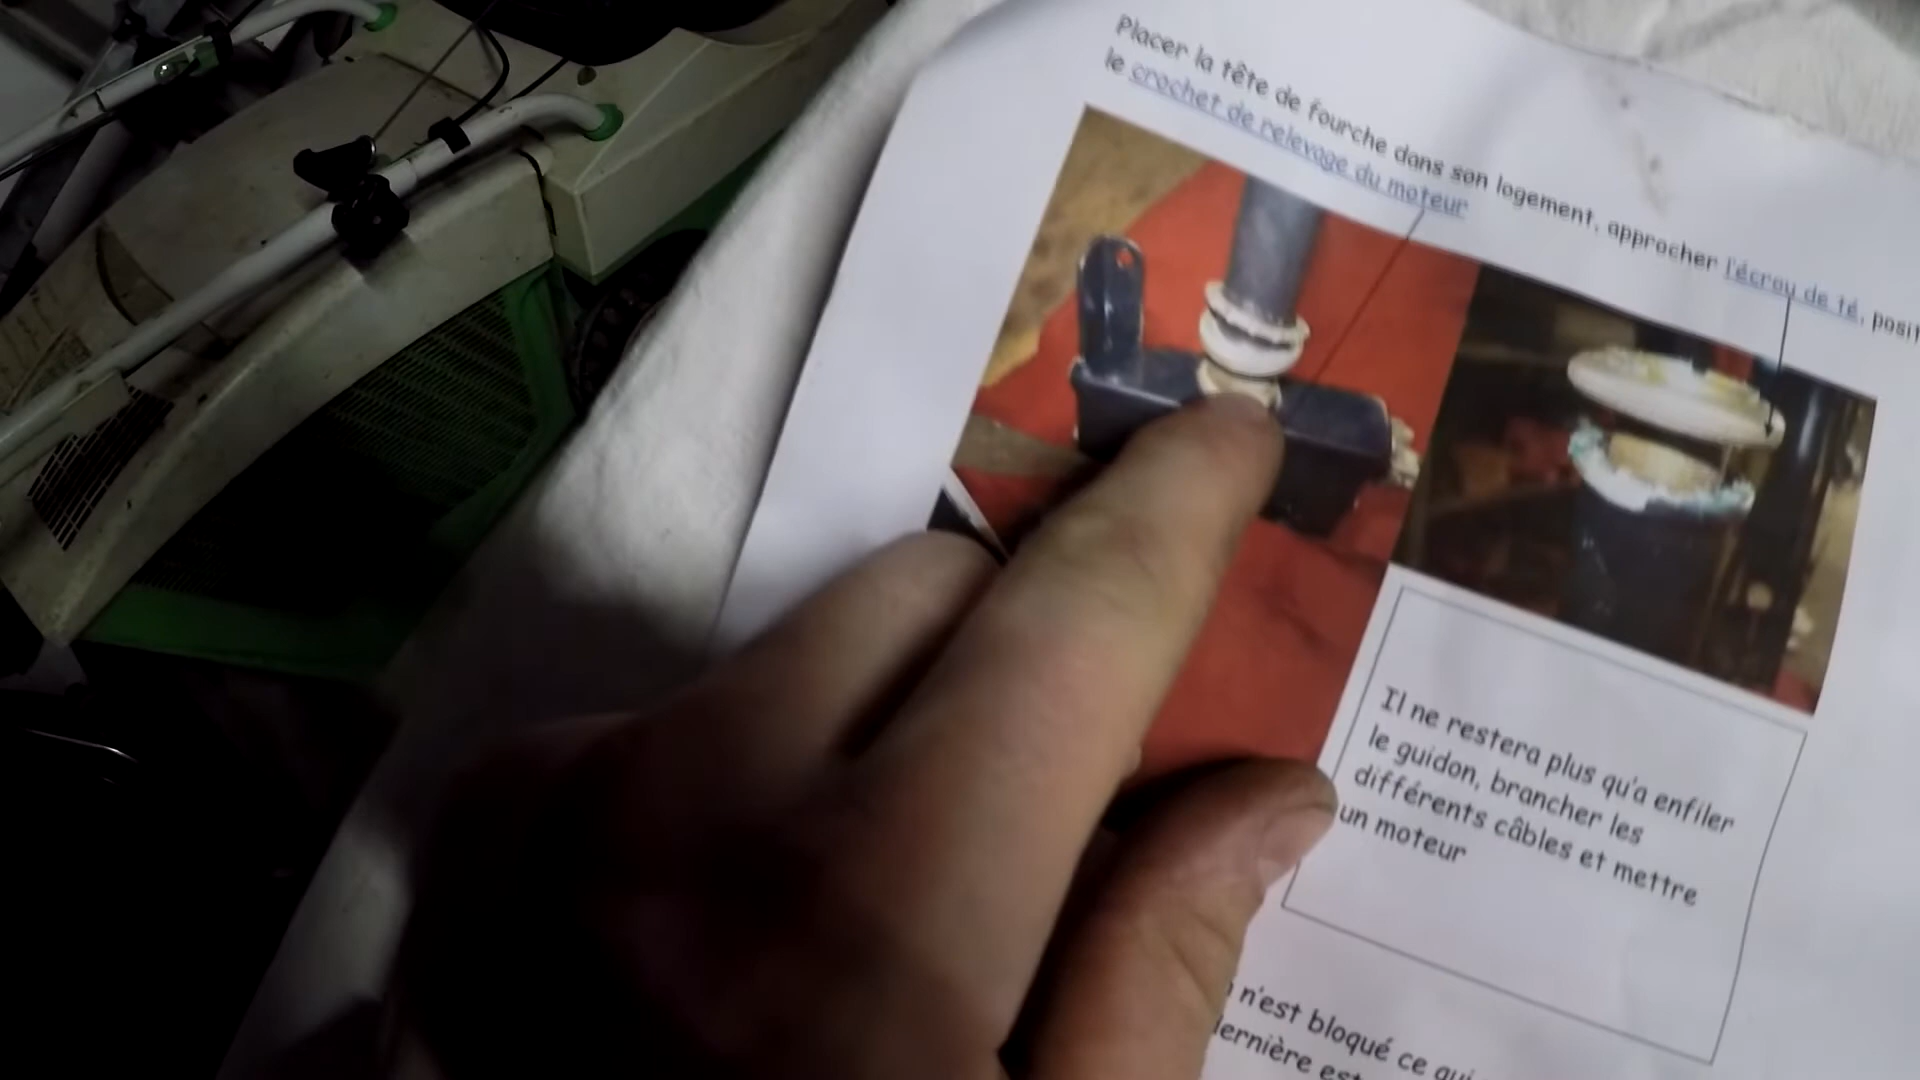 Placer la tête de fourche dans son logement, approcher l'écrou de té, posit
le crochet de relevage du moteur
Il ne restera plus qu'a enfiler
le guidon, brancher les
différents câbles et mettre
un moteur
n'est bloqué ce qui
dernière est